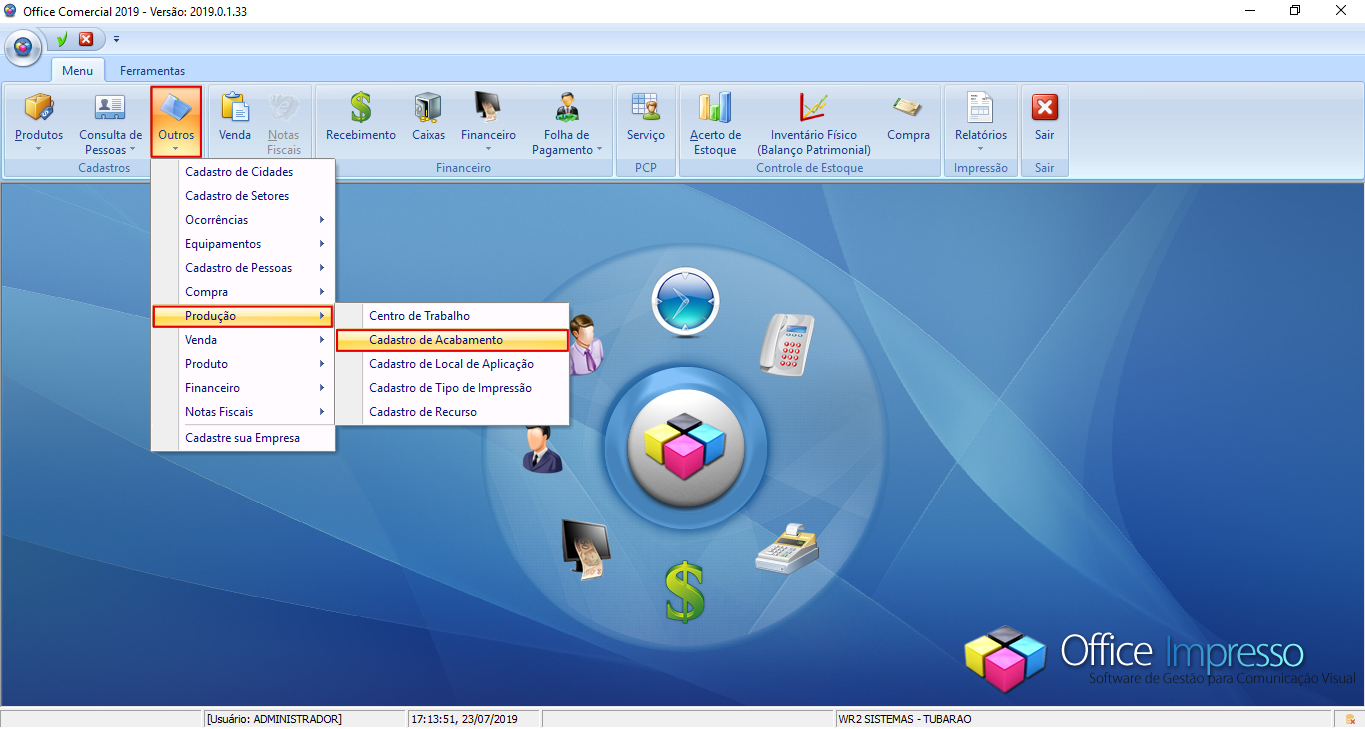 Office Comercial 2019 - Versão: 2019.0.1.33
Menu
Ferramentas
Produtos
Consulta de
Pessoas
Outros
Cadastros
Venda
Notas
Fiscais
Recebimento
Caixas
Financeiro
Folha de
Pagamento
Financeiro
Serviço
PCP
Acerto de
Estoque
Inventário Físico
(Balanço Patrimonial)
Compra
Controle de Estoque
Relatórios
Impressão
Sair
Sair
Cadastro de Cidades
Cadastro de Setores
Ocorrências
Equipamentos
Cadastro de Pessoas
Compra
Produção
Venda
Produto
Financeiro
Notas Fiscais
Cadastre sua Empresa
Centro de Trabalho
Cadastro de Acabamento
Cadastro de Local de Aplicação
Cadastro de Tipo de Impressão
Cadastro de Recurso
$
Office Impresso
Software de Gestão para Comunicação Visual
[Usuário: ADMINISTRADOR]
17:13:51, 23/07/2019
WR2 SISTEMAS - TUBARAO